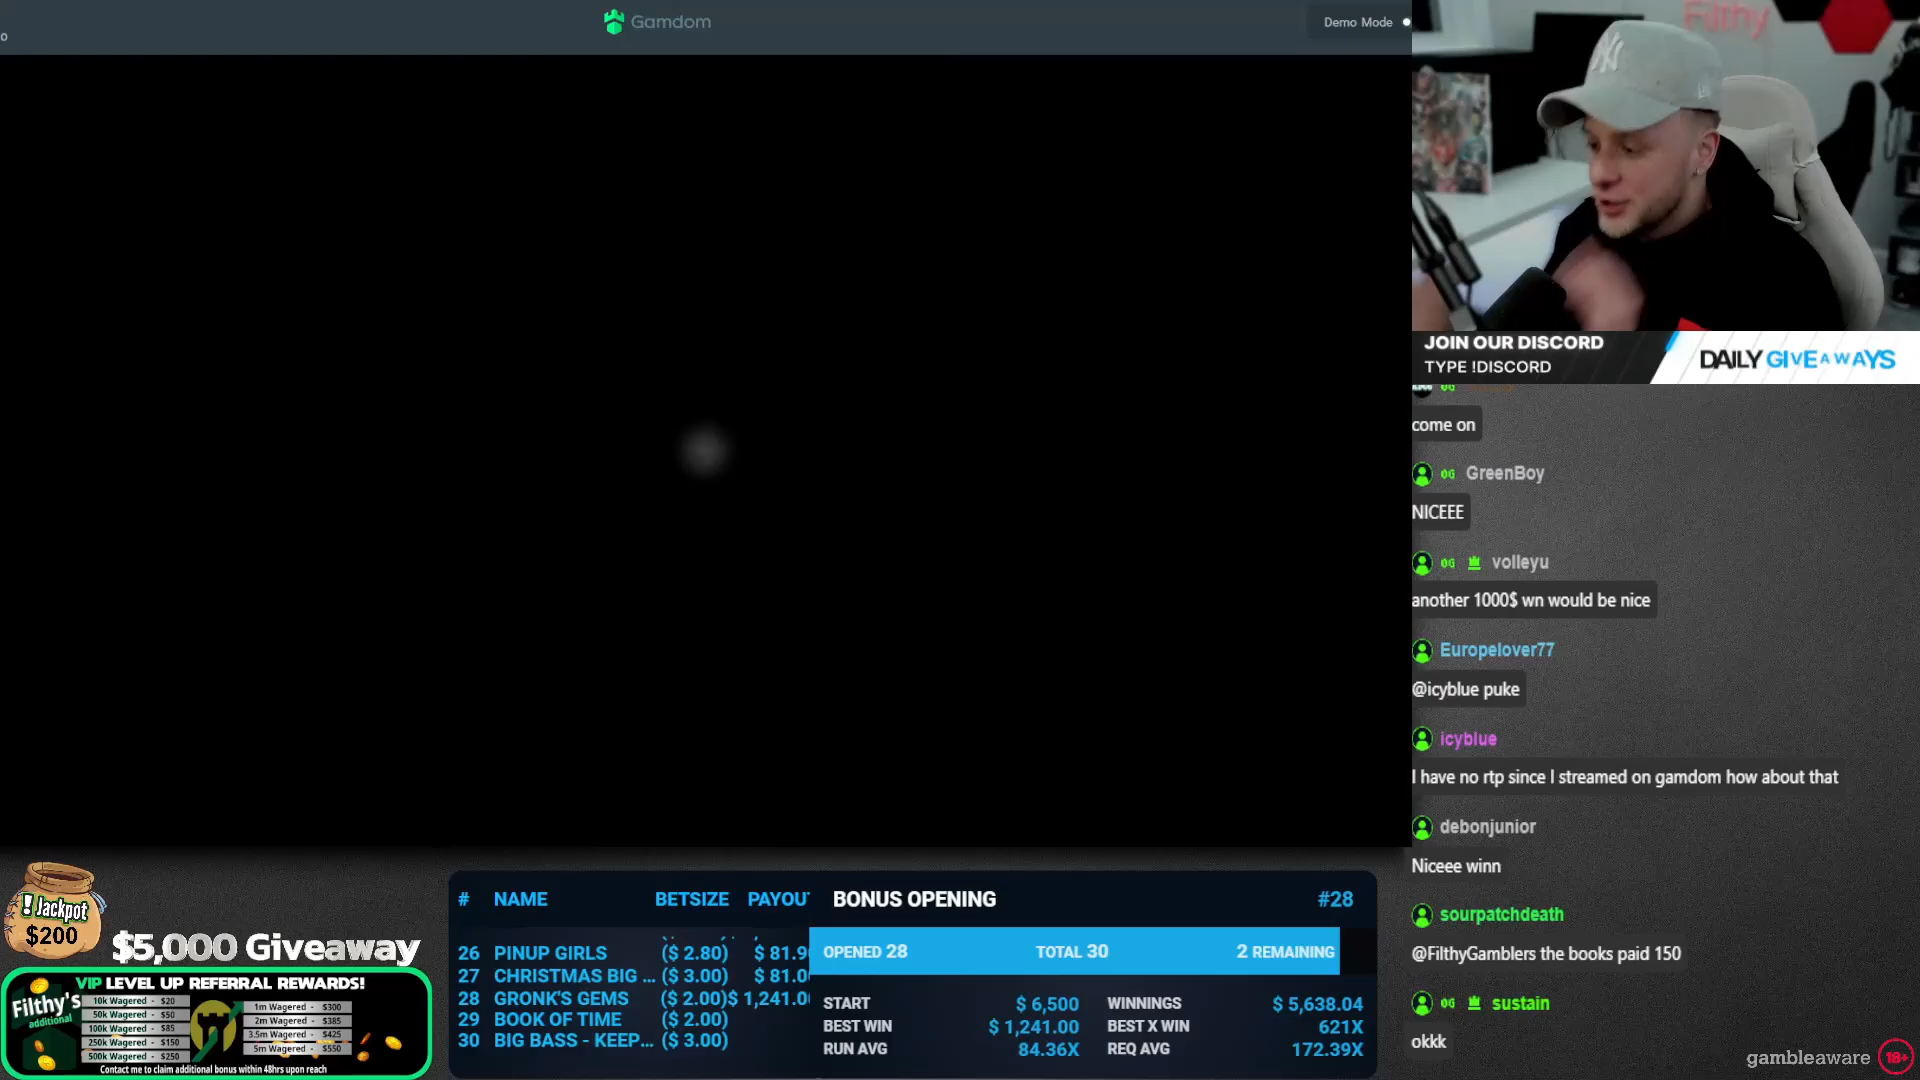 o
Gamdom
Demo Mode
Filthy
NY
JOIN OUR DISCORD
TYPE !DISCORD
DAILY GIVEAWAYS
OG
come on
OG GreenBoy
NICEEE
OG volleyu
another 1000$ wn would be nice
Europelover77
@icyblue puke
icyblue
I have no rtp since I streamed on gamdom how about that
debonjunior
Niceee winn
sourpatchdeath
@FilthyGamblers the books paid 150
OG sustain
okkk
gambleaware 18+
! Jackpot
$200
$5,000 Giveaway
VIP LEVEL UP REFERRAL REWARDS!
Filthy's
additional
10k Wagered - $20
50k Wagered - $50
100k Wagered - $85
250k Wagered - $150
500k Wagered - $250
1m Wagered - $300
2m Wagered - $385
3.5m Wagered - $425
5m Wagered - $550
Contact me to claim additional bonus within 48hrs upon reach
# NAME BETSIZE PAYOU
26 PINUP GIRLS ($ 2.80) $ 81.9
27 CHRISTMAS BIG ... ($ 3.00) $ 81.0
28 GRONK'S GEMS ($ 2.00) $ 1,241.0
29 BOOK OF TIME ($ 2.00)
30 BIG BASS - KEEP... ($ 3.00)
BONUS OPENING #28
OPENED 28 TOTAL 30 2 REMAINING
START $ 6,500 WINNINGS $ 5,638.04
BEST WIN $ 1,241.00 BEST X WIN 621X
RUN AVG 84.36X REQ AVG 172.39X